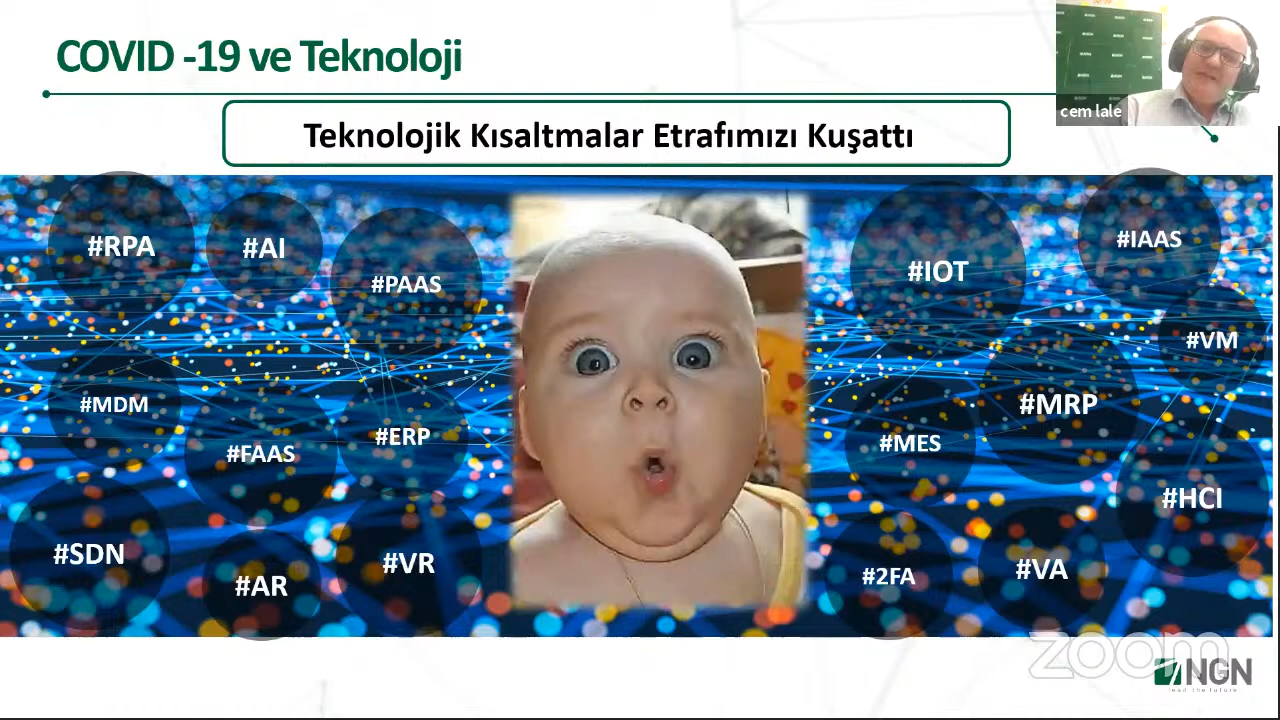 COVID -19 ve Teknoloji
cem lale
Teknolojik Kısaltmalar Etrafımızı Kuşattı
#RPA
#AI
#PAAS
#MDM
#FAAS
#ERP
#SDN
#AR
#VR
#IOT
#IAAS
#VM
#MRP
#MES
#HCI
#2FA
#VA
zoom
NGN
lead the future